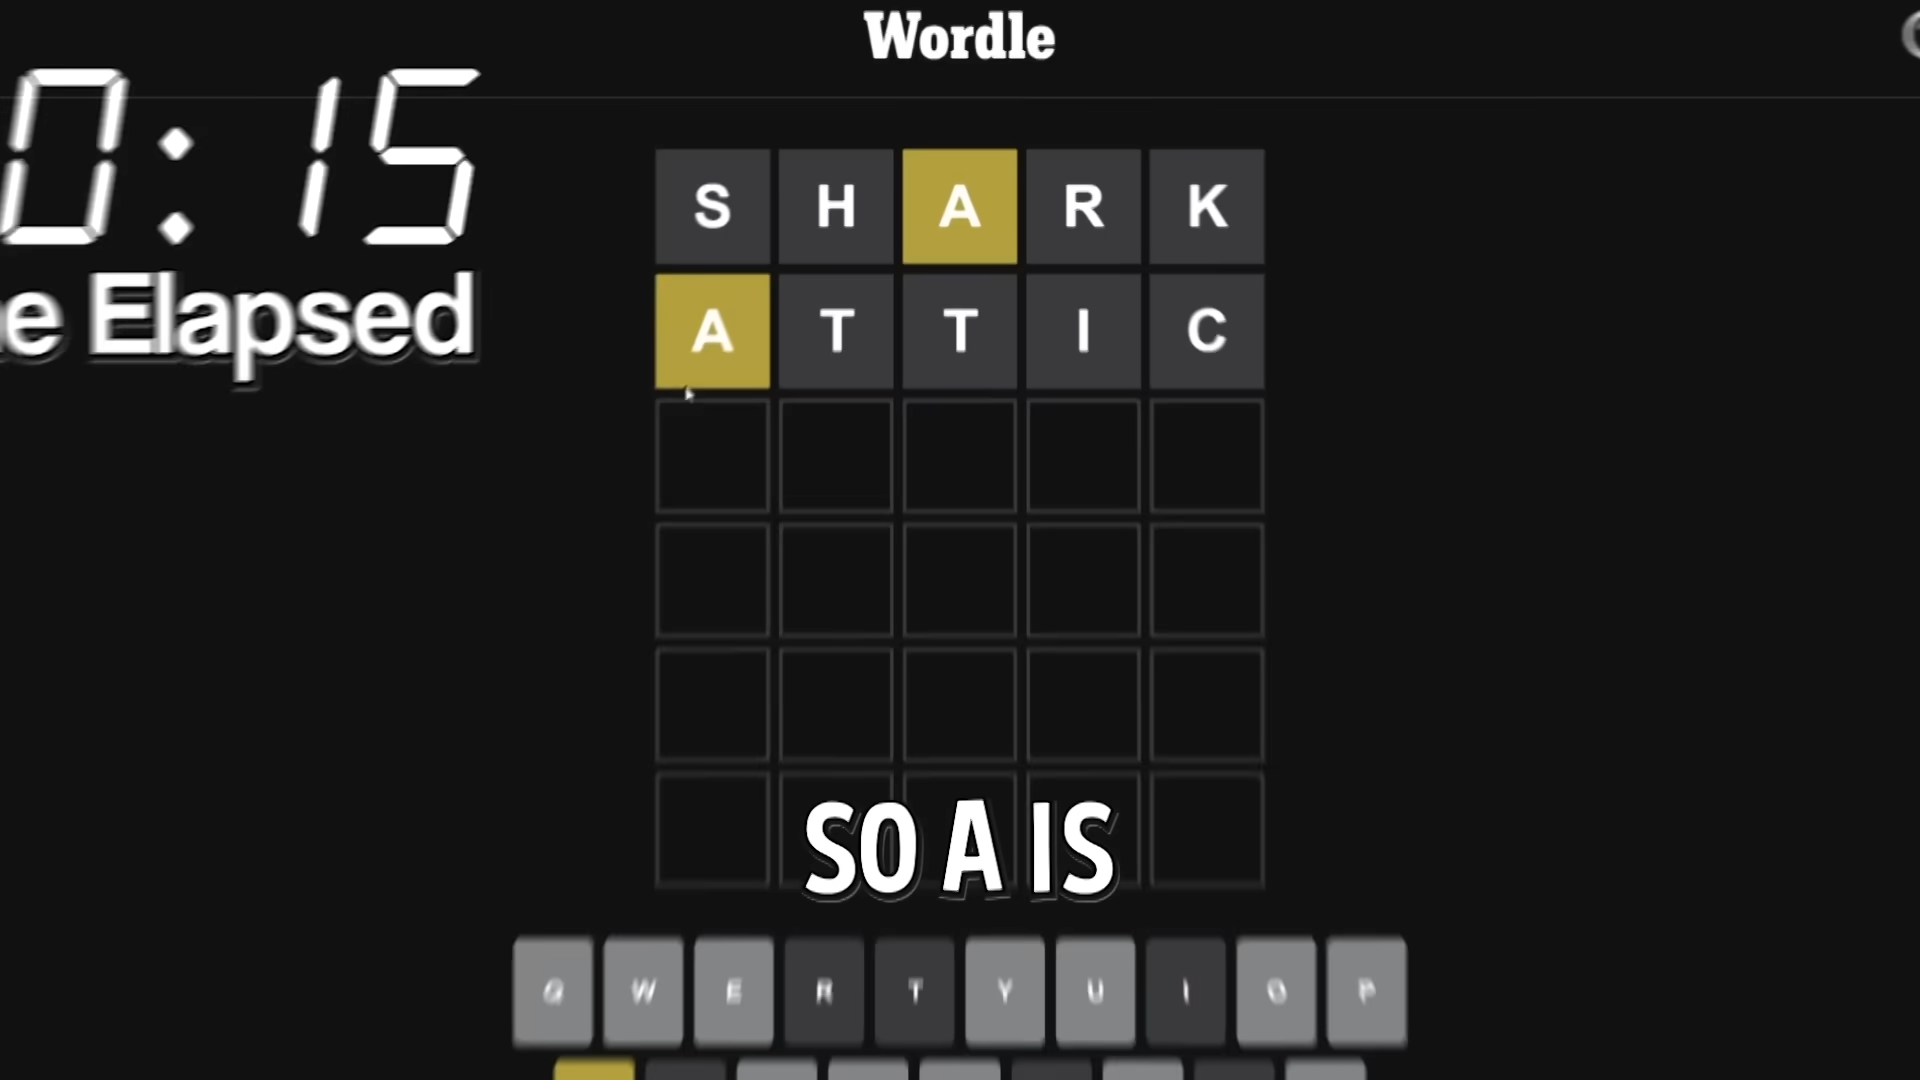 Wordle
0:15
e Elapsed
S H A R K
A T T I C
SO A IS
Q W E R T Y U I O P